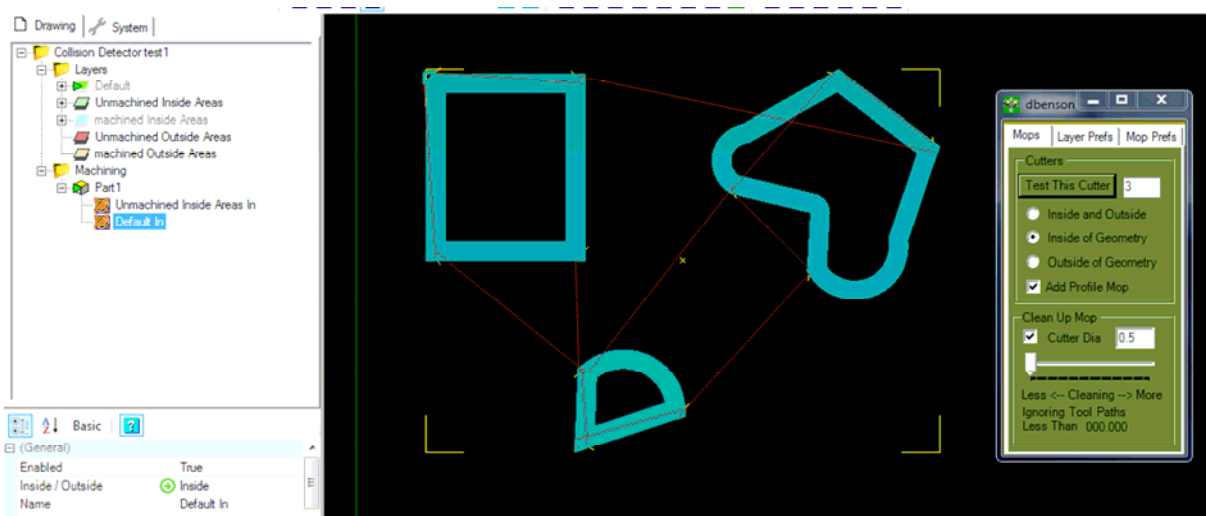 Drawing System
Collision Detector test1
Layers
Default
Unmachined Inside Areas
machined Inside Areas
Unmachined Outside Areas
machined Outside Areas
Machining
Part1
Unmachined Inside Areas In
Default In
Basic
(General)
Enabled True
Inside / Outside Inside
Name Default In
dbenson
Mops Layer Prefs Mop Prefs
Cutters
Test This Cutter 3
Inside and Outside
Inside of Geometry
Outside of Geometry
Add Profile Mop
Clean Up Mop
Cutter Dia 0.5
Less <-- Cleaning --> More
Ignoring Tool Paths
Less Than 000.000